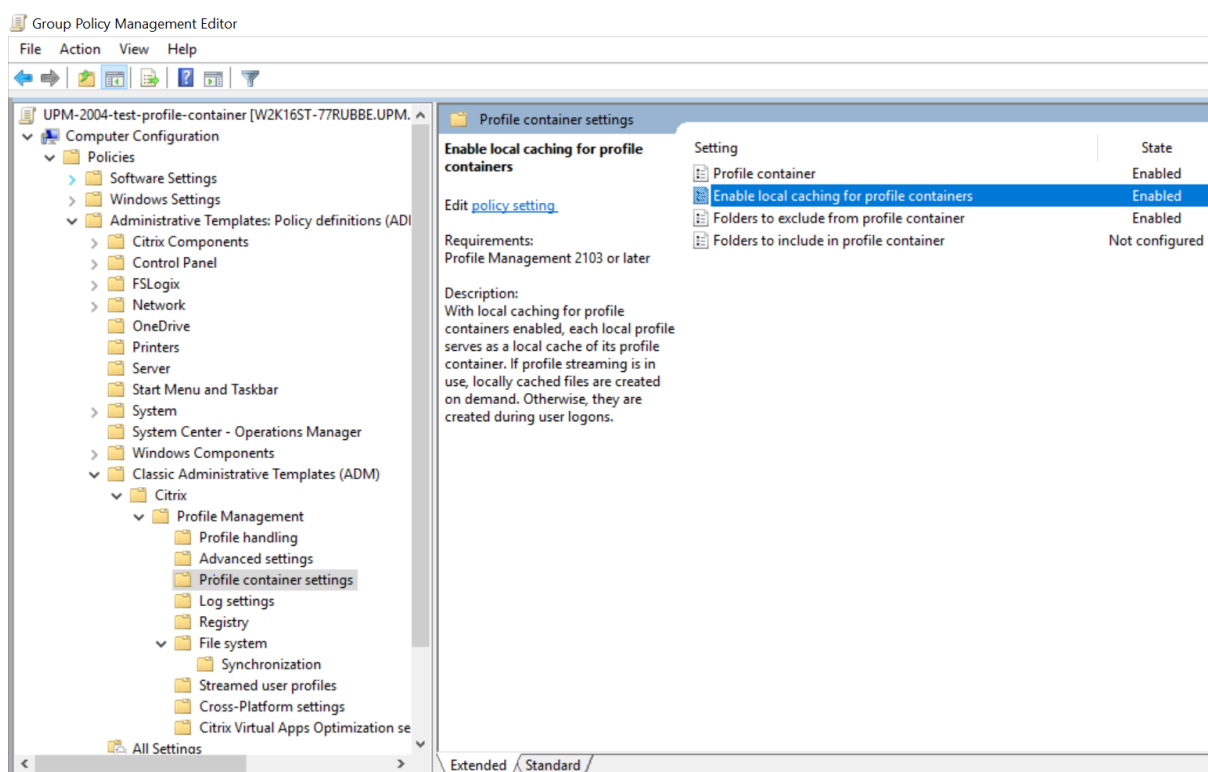 Group Policy Management Editor
File Action View Help
UPM-2004-test-profile-container [W2K16ST-77RUBBE.UPM.
Computer Configuration
Policies
Software Settings
Windows Settings
Administrative Templates: Policy definitions (ADI
Citrix Components
Control Panel
FSLogix
Network
OneDrive
Printers
Server
Start Menu and Taskbar
System
System Center - Operations Manager
Windows Components
Classic Administrative Templates (ADM)
Citrix
Profile Management
Profile handling
Advanced settings
Profile container settings
Log settings
Registry
File system
Synchronization
Streamed user profiles
Cross-Platform settings
Citrix Virtual Apps Optimization se
All Settings
Profile container settings
Enable local caching for profile
containers
Edit policy setting
Requirements:
Profile Management 2103 or later
Description:
With local caching for profile
containers enabled, each local profile
serves as a local cache of its profile
container. If profile streaming is in
use, locally cached files are created
on demand. Otherwise, they are
created during user logons.
Setting State
Profile container Enabled
Enable local caching for profile containers Enabled
Folders to exclude from profile container Enabled
Folders to include in profile container Not configured
Extended Standard